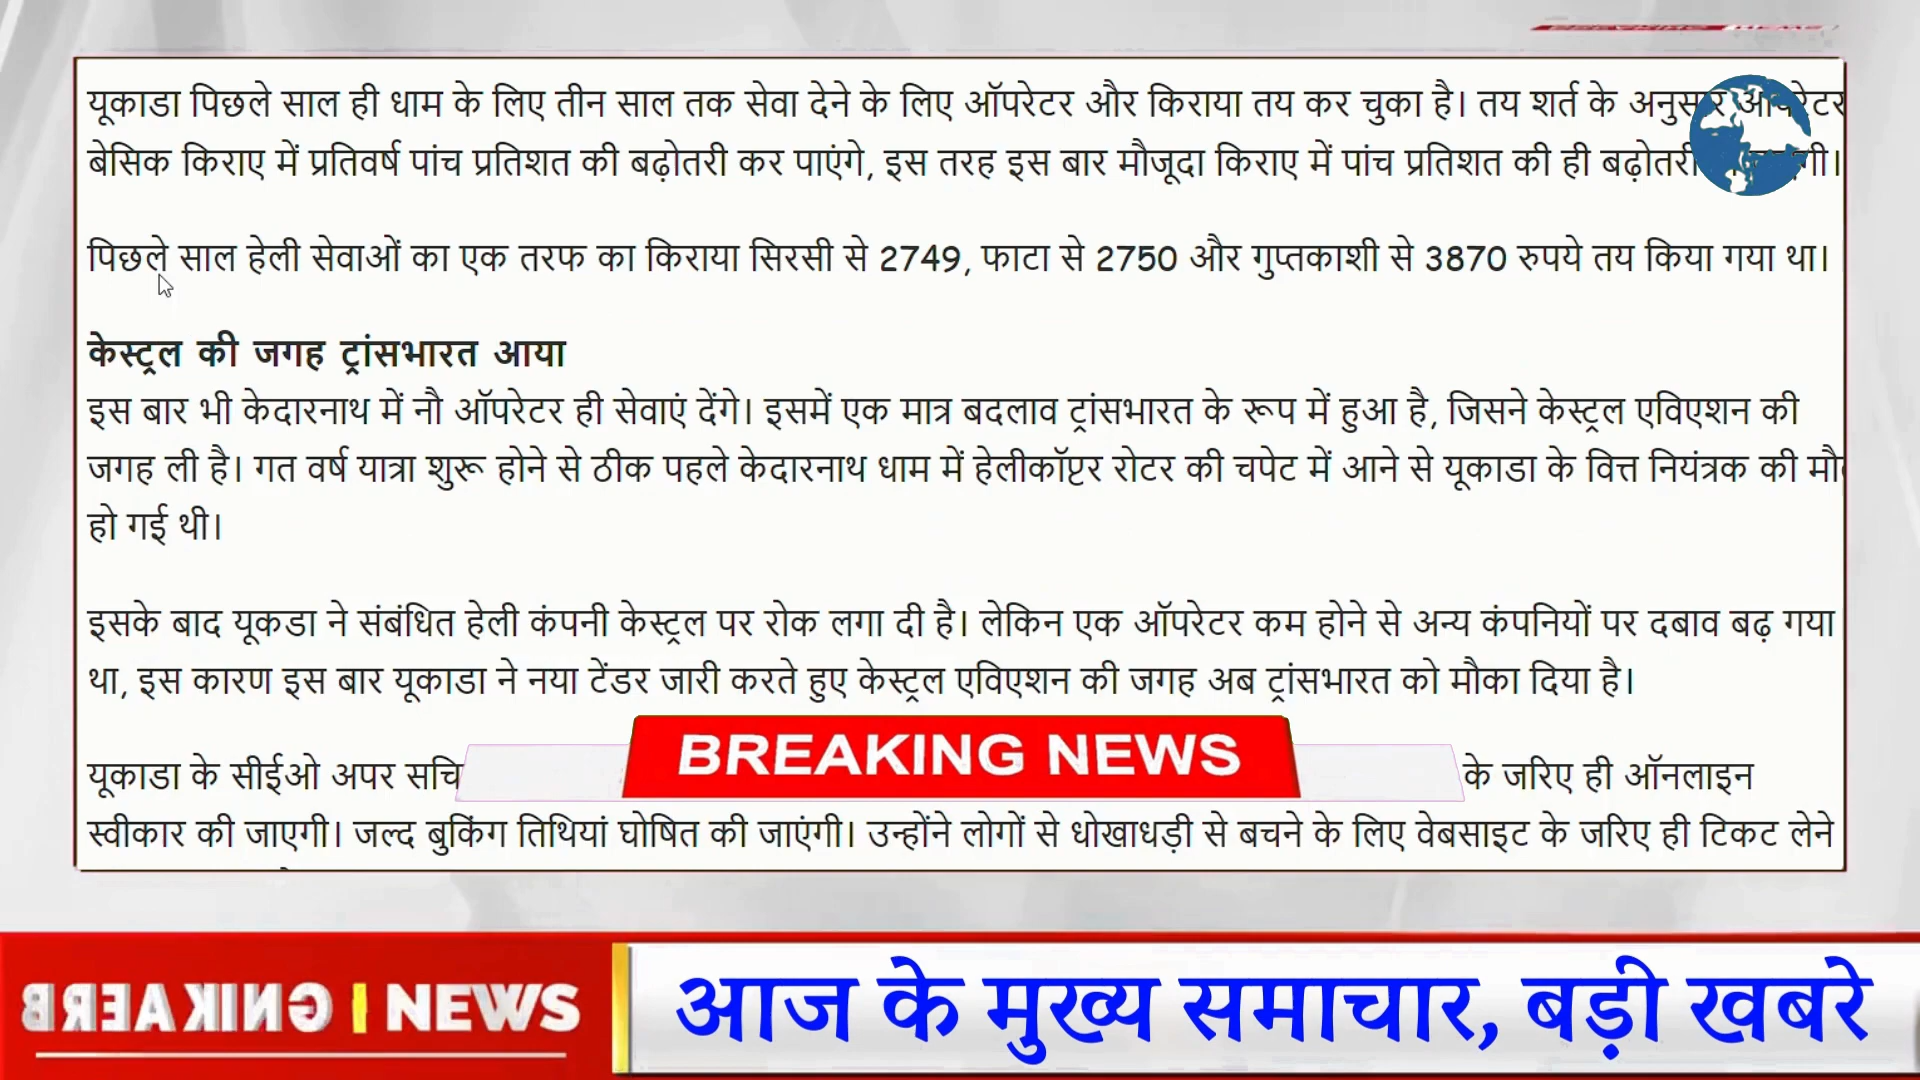 यूकाडा पिछले साल ही धाम के लिए तीन साल तक सेवा देने के लिए ऑपरेटर और किराया तय कर चुका है। तय शर्त के अनुसार ऑपरेटर
बेसिक किराए में प्रतिवर्ष पांच प्रतिशत की बढ़ोतरी कर पाएंगे, इस तरह इस बार मौजूदा किराए में पांच प्रतिशत की ही बढ़ोतरी
पिछले साल हेली सेवाओं का एक तरफ का किराया सिरसी से 2749, फाटा से 2750 और गुप्तकाशी से 3870 रुपये तय किया गया था।
केस्ट्रल की जगह ट्रांसभारत आया
इस बार भी केदारनाथ में नौ ऑपरेटर ही सेवाएं देंगे। इसमें एक मात्र बदलाव ट्रांसभारत के रूप में हुआ है, जिसने केस्ट्रल एविएशन की
जगह ली है। गत वर्ष यात्रा शुरू होने से ठीक पहले केदारनाथ धाम में हेलीकॉप्टर रोटर की चपेट में आने से यूकाडा के वित्त नियंत्रक की
हो गई थी।
इसके बाद यूकडा ने संबंधित हेली कंपनी केस्ट्रल पर रोक लगा दी है। लेकिन एक ऑपरेटर कम होने से अन्य कंपनियों पर दबाव बढ़ गया
था, इस कारण इस बार यूकाडा ने नया टेंडर जारी करते हुए केस्ट्रल एविएशन की जगह अब ट्रांसभारत को मौका दिया है।
BREAKING NEWS
यूकाडा के सीईओ अपर सचि के जरिए ही ऑनलाइन
स्वीकार की जाएगी। जल्द बुकिंग तिथियां घोषित की जाएंगी। उन्होंने लोगों से धोखाधड़ी से बचने के लिए वेबसाइट के जरिए ही टिकट लेने
BREAKING NEWS
आज के मुख्य समाचार, बड़ी खबरे